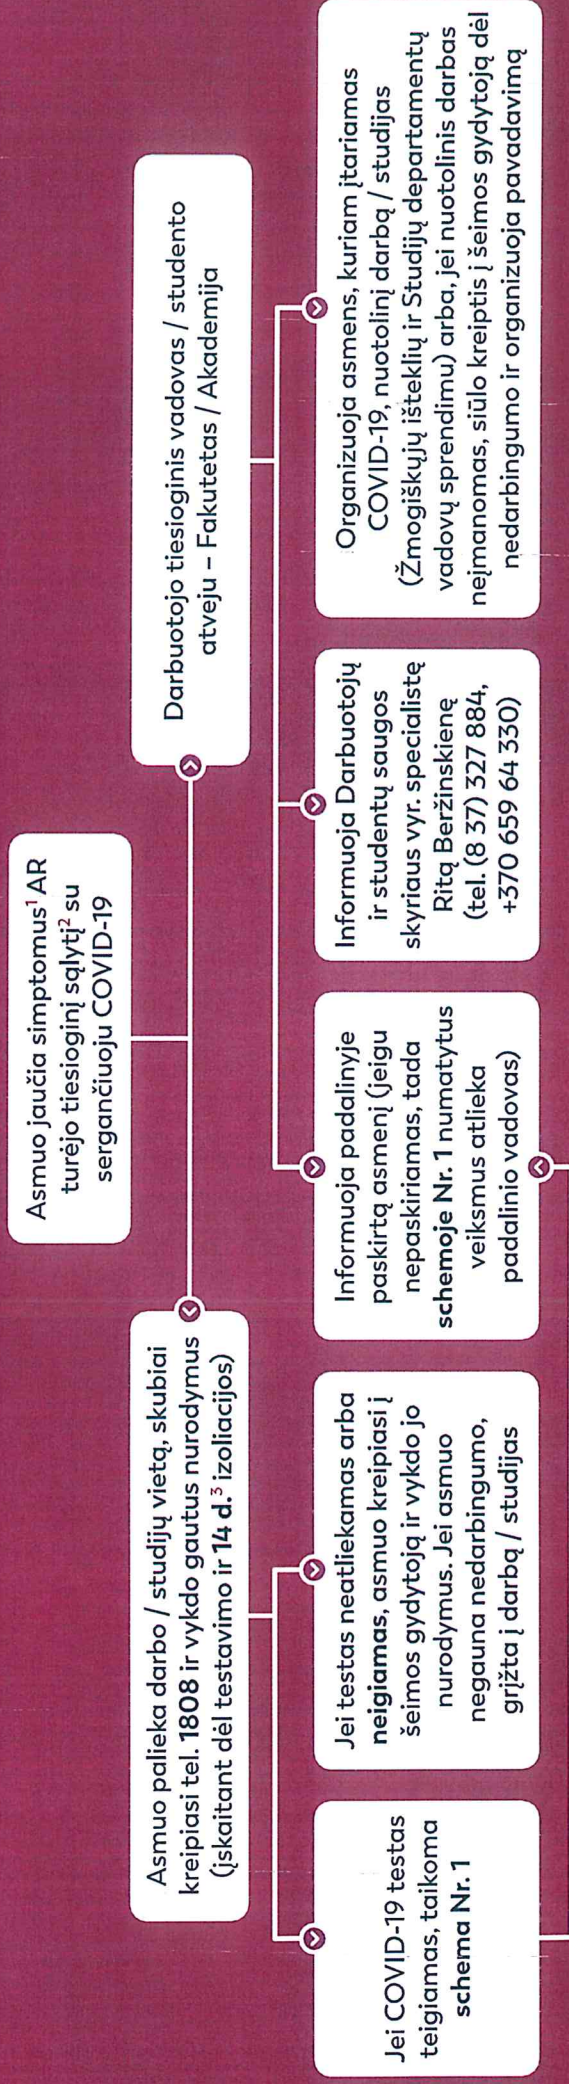 Asmuo jaučia simptomus¹ AR
turėjo tiesioginį sąlytį² su
sergančiuoju COVID-19
Asmuo palieka darbo / studijų vietą, skubiai
kreipiasi tel. 1808 ir vykdo gautus nurodymus
(įskaitant dėl testavimo ir 14 d.³ izoliacijos)
Darbuotojo tiesioginis vadovas / studento
atveju – Fakutetas / Akademija
Jei COVID-19 testas
teigiamas, taikoma
schema Nr. 1
Jei testas neatliekamas arba
neigiamas, asmuo kreipiasi į
šeimos gydytoją ir vykdo jo
nurodymus. Jei asmuo
negauna nedarbingumo,
grįžta į darbą / studijas
Informuoja padalinyje
paskirtą asmenį (jeigu
nepaskiriamas, tada
schemoje Nr. 1 numatytus
veiksmus atlieka
padalinio vadovas)
Informuoja Darbuotojų
ir studentų saugos
skyriaus vyr. specialistę
Ritą Beržinskienę
(tel. (8 37) 327 884,
+370 659 64 330)
Organizuoja asmens, kuriam įtariamas
COVID-19, nuotolinį darbą / studijas
(Žmogiškųjų išteklių ir Studijų departamentų
vadovų sprendimu) arba, jei nuotolinis darbas
neįmanomas, siūlo kreiptis į šeimos gydytoją dėl
nedarbingumo ir organizuoja pavadavimą